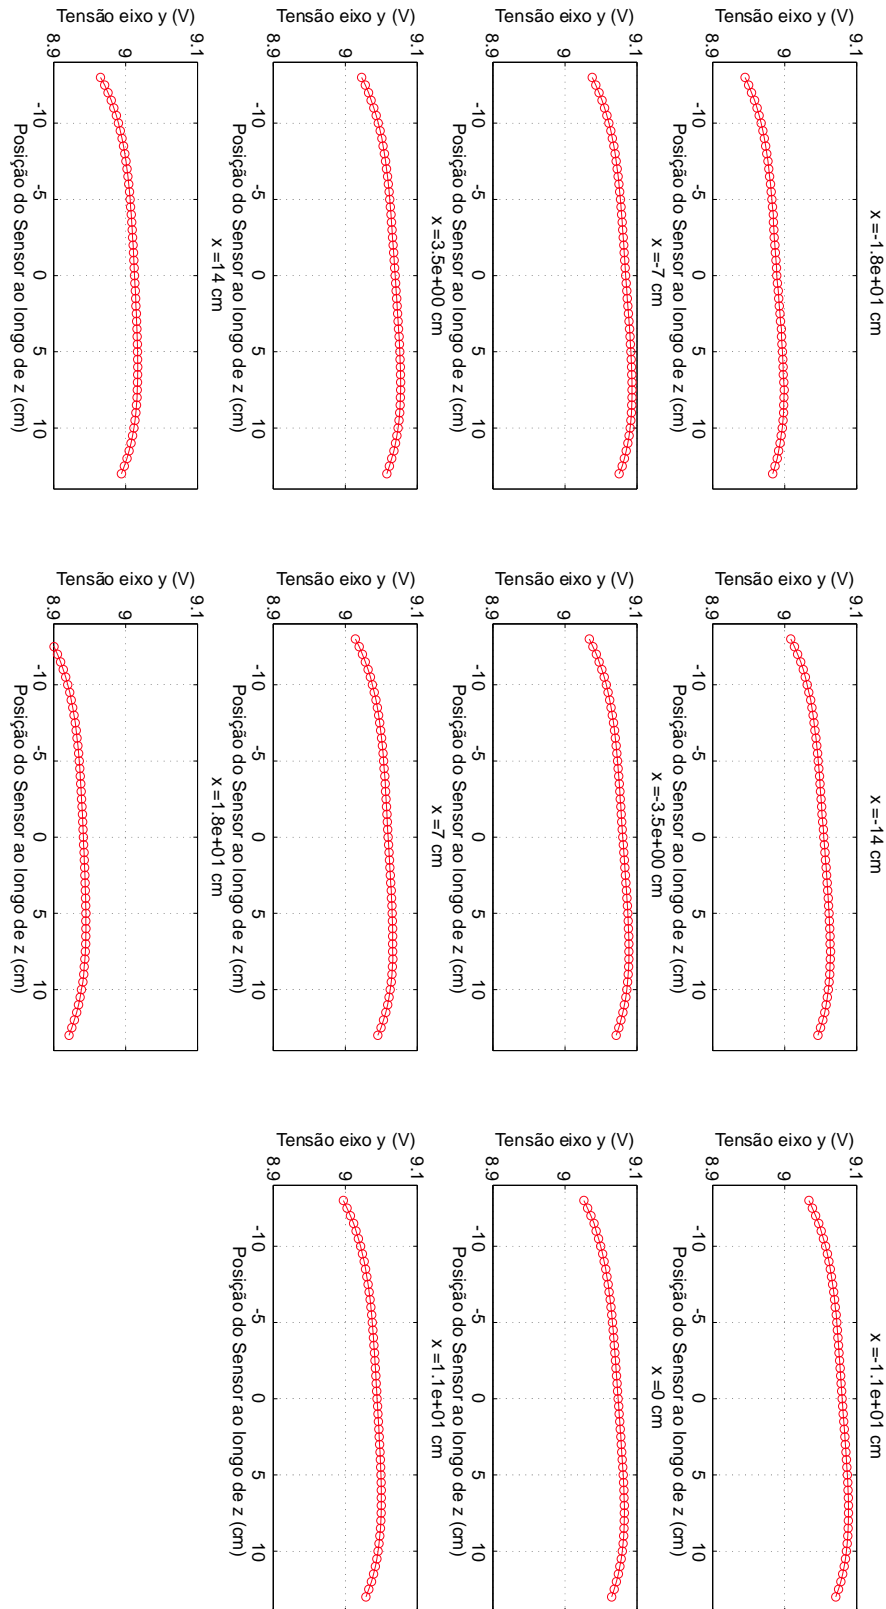 x =-1.8e+01 cm
9.1
9
8.9
Tensão eixo y (V)
-10 -5 0 5 10
Posição do Sensor ao longo de z (cm)
x =-14 cm
9.1
9
8.9
Tensão eixo y (V)
-10 -5 0 5 10
Posição do Sensor ao longo de z (cm)
x =-1.1e+01 cm
9.1
9
8.9
Tensão eixo y (V)
-10 -5 0 5 10
Posição do Sensor ao longo de z (cm)
x =-7 cm
9.1
9
8.9
Tensão eixo y (V)
-10 -5 0 5 10
Posição do Sensor ao longo de z (cm)
x =-3.5e+00 cm
9.1
9
8.9
Tensão eixo y (V)
-10 -5 0 5 10
Posição do Sensor ao longo de z (cm)
x =0 cm
9.1
9
8.9
Tensão eixo y (V)
-10 -5 0 5 10
Posição do Sensor ao longo de z (cm)
x =3.5e+00 cm
9.1
9
8.9
Tensão eixo y (V)
-10 -5 0 5 10
Posição do Sensor ao longo de z (cm)
x =7 cm
9.1
9
8.9
Tensão eixo y (V)
-10 -5 0 5 10
Posição do Sensor ao longo de z (cm)
x =1.1e+01 cm
9.1
9
8.9
Tensão eixo y (V)
-10 -5 0 5 10
Posição do Sensor ao longo de z (cm)
x =14 cm
9.1
9
8.9
Tensão eixo y (V)
-10 -5 0 5 10
Posição do Sensor ao longo de z (cm)
x =1.8e+01 cm
9.1
9
8.9
Tensão eixo y (V)
-10 -5 0 5 10
Posição do Sensor ao longo de z (cm)